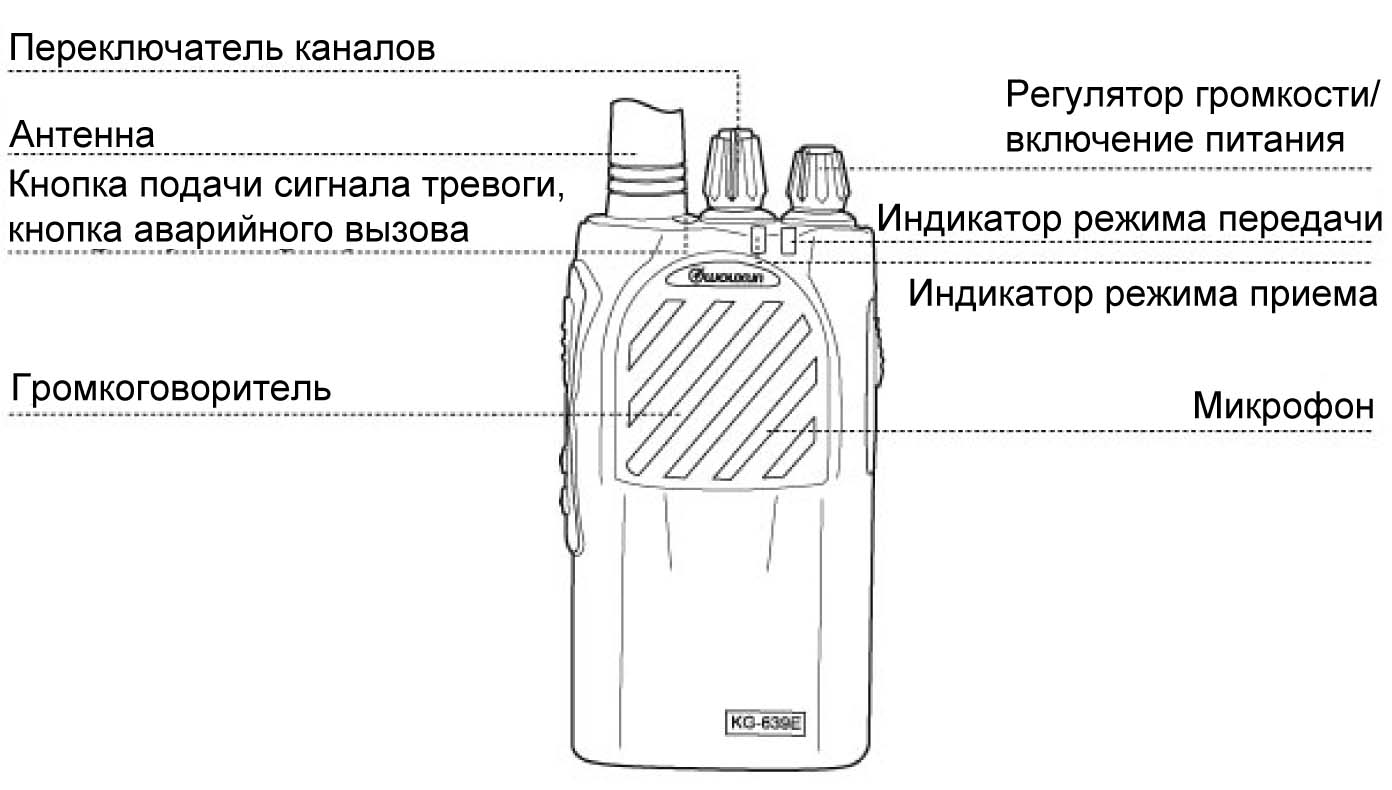 Переключатель каналов
Регулятор громкости/
включение питания
Антенна
Кнопка подачи сигнала тревоги,
кнопка аварийного вызова
Индикатор режима передачи
Индикатор режима приема
WOUXUN
Громкоговоритель
Микрофон
KG-639E